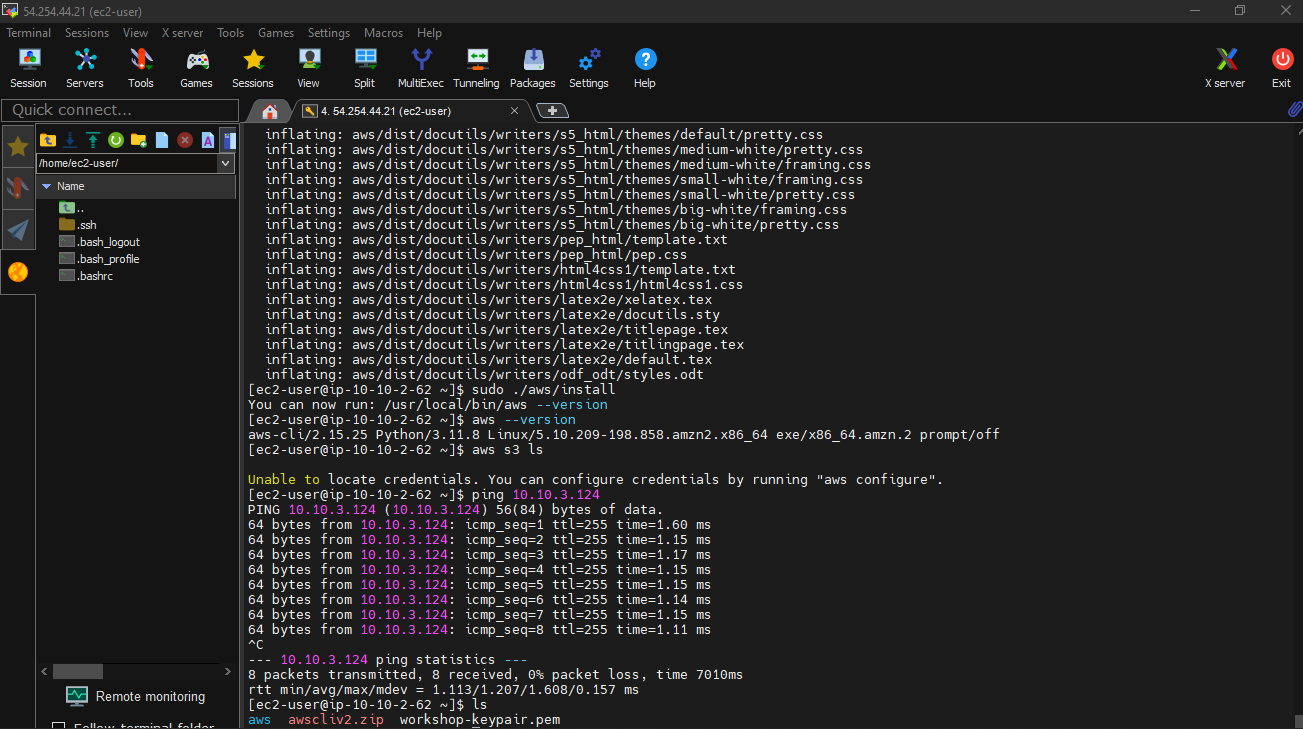 54.254.44.21 (ec2-user)
Terminal Sessions View X server Tools Games Settings Macros Help
Session Servers Tools Games Sessions View Split MultiExec Tunneling Packages Settings Help X server Exit
Quick connect...
4. 54.254.44.21 (ec2-user)
/home/ec2-user/
Name
..
.ssh
.bash_logout
.bash_profile
.bashrc
Remote monitoring
Follow terminal folder
inflating: aws/dist/docutils/writers/s5_html/themes/default/pretty.css
inflating: aws/dist/docutils/writers/s5_html/themes/medium-white/pretty.css
inflating: aws/dist/docutils/writers/s5_html/themes/medium-white/framing.css
inflating: aws/dist/docutils/writers/s5_html/themes/small-white/framing.css
inflating: aws/dist/docutils/writers/s5_html/themes/small-white/pretty.css
inflating: aws/dist/docutils/writers/s5_html/themes/big-white/framing.css
inflating: aws/dist/docutils/writers/s5_html/themes/big-white/pretty.css
inflating: aws/dist/docutils/writers/pep_html/template.txt
inflating: aws/dist/docutils/writers/pep_html/pep.css
inflating: aws/dist/docutils/writers/html4css1/template.txt
inflating: aws/dist/docutils/writers/html4css1/html4css1.css
inflating: aws/dist/docutils/writers/latex2e/xelatex.tex
inflating: aws/dist/docutils/writers/latex2e/docutils.sty
inflating: aws/dist/docutils/writers/latex2e/titlepage.tex
inflating: aws/dist/docutils/writers/latex2e/titlingpage.tex
inflating: aws/dist/docutils/writers/latex2e/default.tex
inflating: aws/dist/docutils/writers/odf_odt/styles.odt
[ec2-user@ip-10-10-2-62 ~]$ sudo ./aws/install
You can now run: /usr/local/bin/aws --version
[ec2-user@ip-10-10-2-62 ~]$ aws --version
aws-cli/2.15.25 Python/3.11.8 Linux/5.10.209-198.858.amzn2.x86_64 exe/x86_64.amzn.2 prompt/off
[ec2-user@ip-10-10-2-62 ~]$ aws s3 ls
Unable to locate credentials. You can configure credentials by running "aws configure".
[ec2-user@ip-10-10-2-62 ~]$ ping 10.10.3.124
PING 10.10.3.124 (10.10.3.124) 56(84) bytes of data.
64 bytes from 10.10.3.124: icmp_seq=1 ttl=255 time=1.60 ms
64 bytes from 10.10.3.124: icmp_seq=2 ttl=255 time=1.15 ms
64 bytes from 10.10.3.124: icmp_seq=3 ttl=255 time=1.17 ms
64 bytes from 10.10.3.124: icmp_seq=4 ttl=255 time=1.15 ms
64 bytes from 10.10.3.124: icmp_seq=5 ttl=255 time=1.15 ms
64 bytes from 10.10.3.124: icmp_seq=6 ttl=255 time=1.14 ms
64 bytes from 10.10.3.124: icmp_seq=7 ttl=255 time=1.15 ms
64 bytes from 10.10.3.124: icmp_seq=8 ttl=255 time=1.11 ms
^C
--- 10.10.3.124 ping statistics ---
8 packets transmitted, 8 received, 0% packet loss, time 7010ms
rtt min/avg/max/mdev = 1.113/1.207/1.608/0.157 ms
[ec2-user@ip-10-10-2-62 ~]$ ls
aws awscliv2.zip workshop-keypair.pem